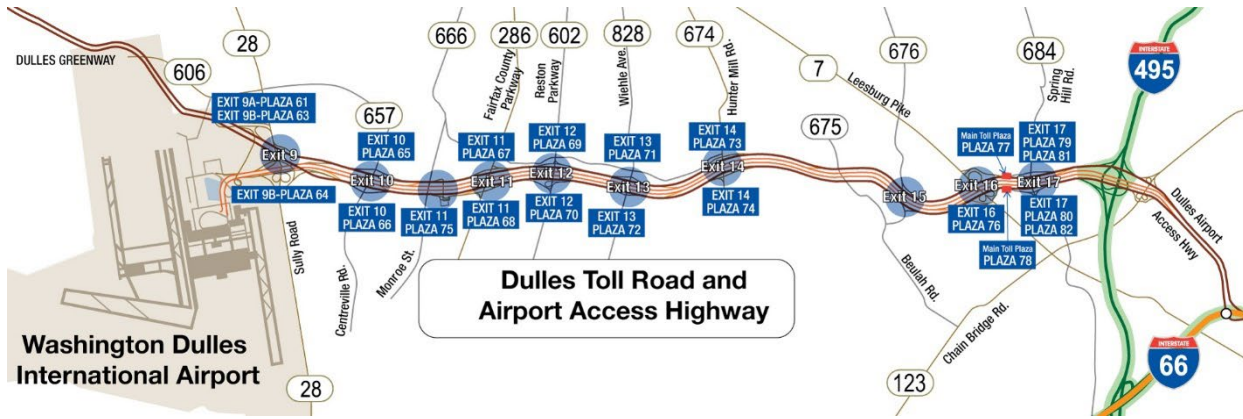 DULLES GREENWAY
606
28
EXIT 9A-PLAZA 61
EXIT 9B-PLAZA 63
Exit 9
EXIT 9B-PLAZA 64
Sully Road
28
Washington Dulles
International Airport
657
EXIT 10
PLAZA 65
Exit 10
EXIT 10
PLAZA 66
Centreville Rd.
666
EXIT 11
PLAZA 75
Monroe St.
286
Fairfax County
Parkway
EXIT 11
PLAZA 67
Exit 11
EXIT 11
PLAZA 68
602
Reston
Parkway
EXIT 12
PLAZA 69
Exit 12
EXIT 12
PLAZA 70
828
Wiehle Ave.
EXIT 13
PLAZA 71
Exit 13
EXIT 13
PLAZA 72
674
Hunter Mill Rd.
EXIT 14
PLAZA 73
Exit 14
EXIT 14
PLAZA 74
Dulles Toll Road and
Airport Access Highway
7
Leesburg Pike
675
676
Exit 15
Beulah Rd.
Exit 16
EXIT 16
PLAZA 76
Main Toll Plaza
PLAZA 77
Main Toll Plaza
PLAZA 78
684
Spring
Hill Rd.
EXIT 17
PLAZA 79
PLAZA 81
Exit 17
EXIT 17
PLAZA 80
PLAZA 82
Chain Bridge Rd.
123
INTERSTATE
495
Dulles Airport
Access Hwy
INTERSTATE
66